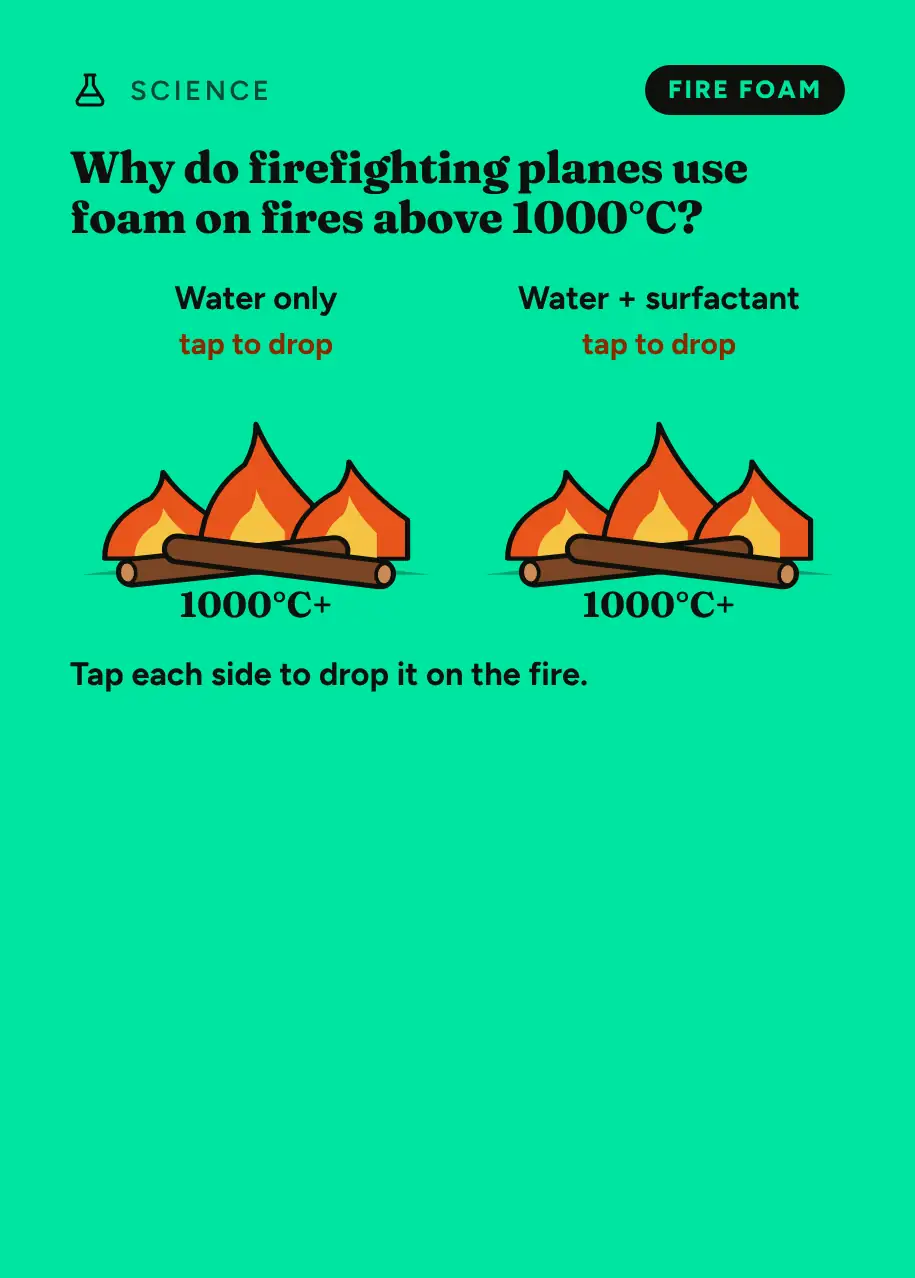 SCIENCE
FIRE FOAM
Why do firefighting planes use
foam on fires above 1000°C?
Water only
tap to drop
Water + surfactant
tap to drop
1000°C+
1000°C+
Tap each side to drop it on the fire.